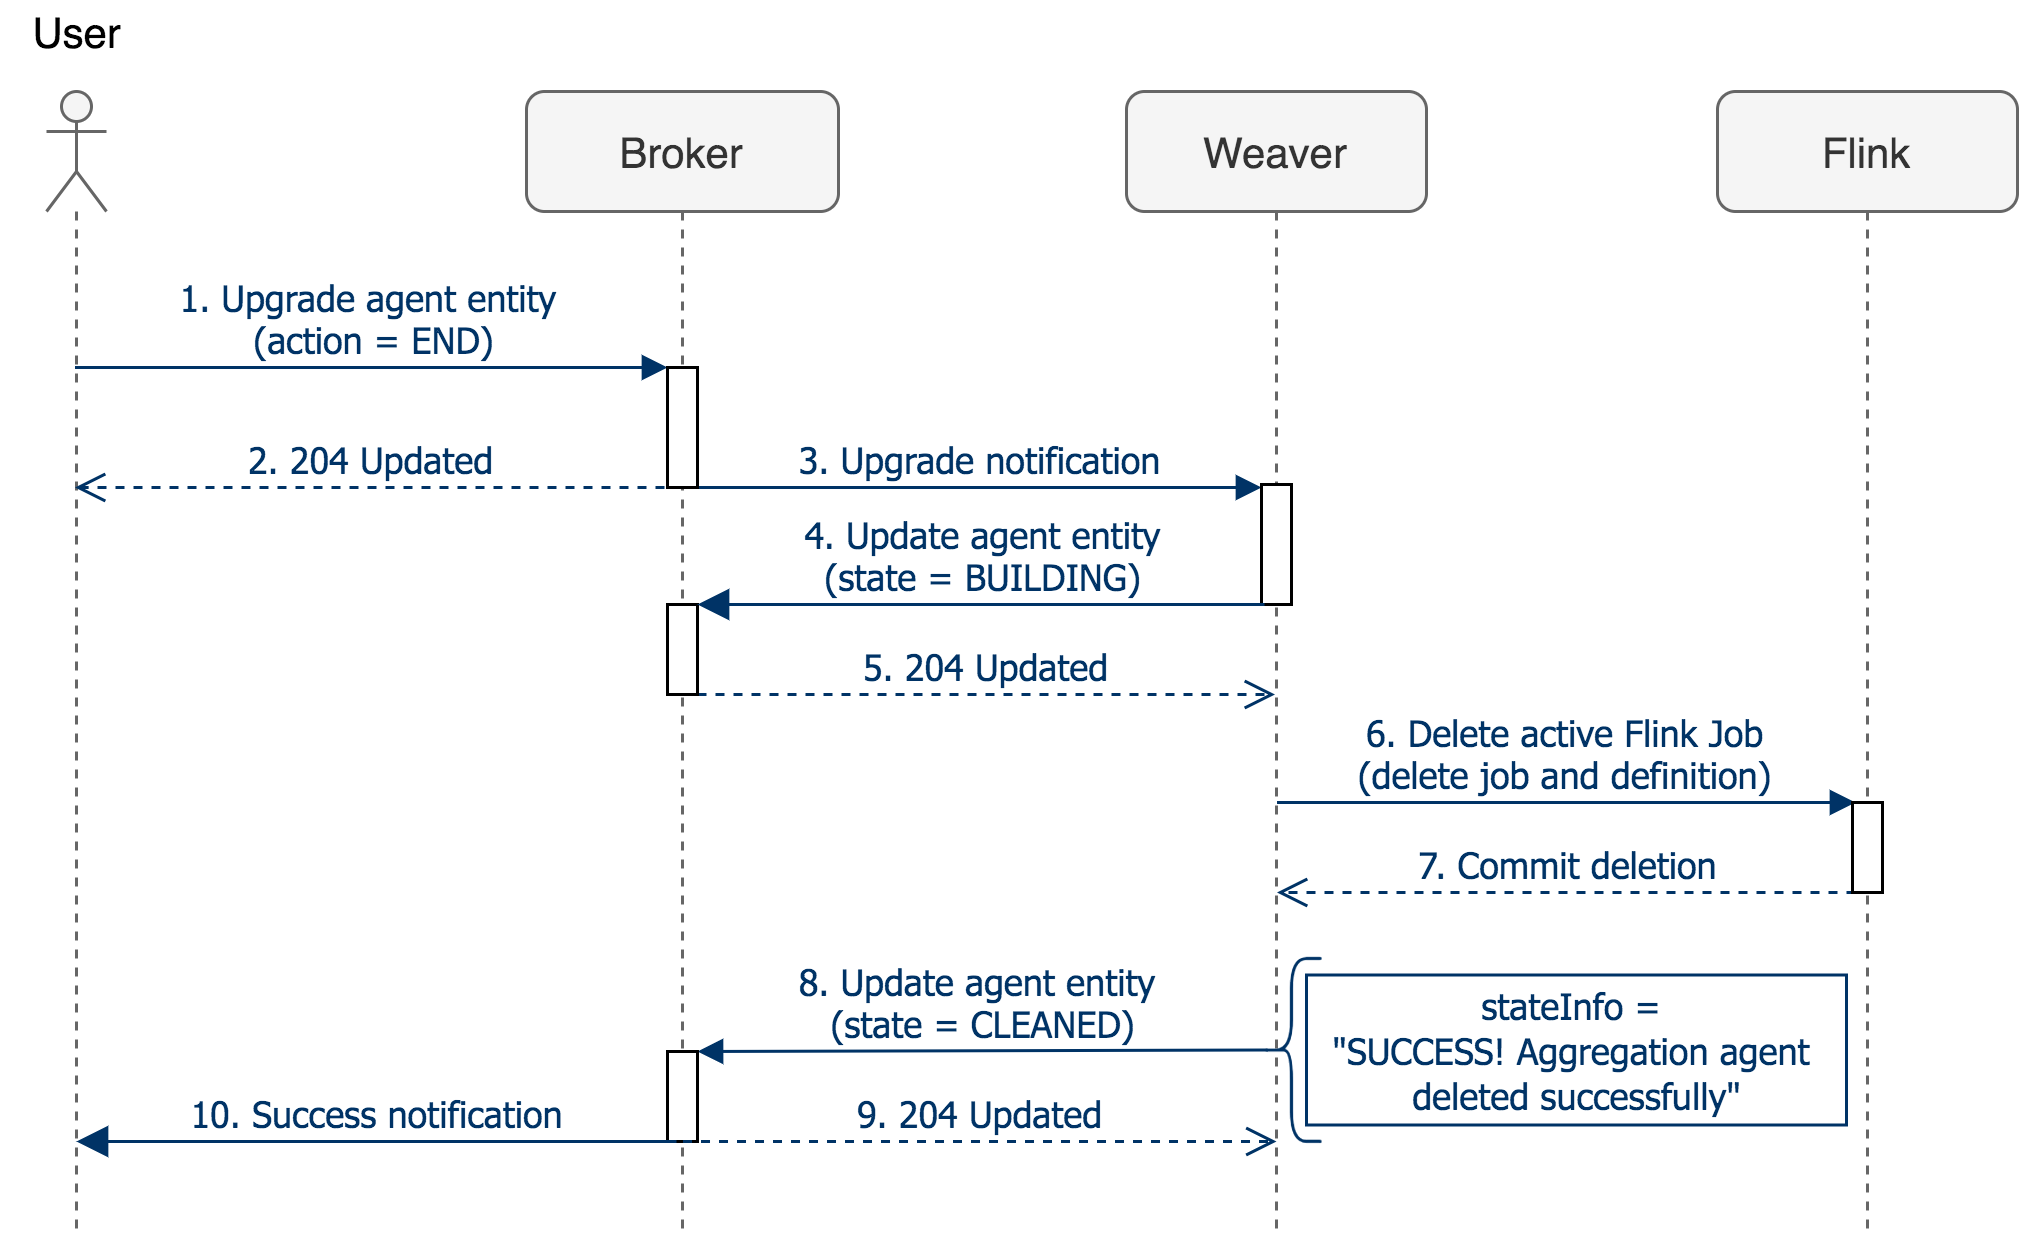 User
Broker
Weaver
Flink
1. Upgrade agent entity
(action = END)
2. 204 Updated
3. Upgrade notification
4. Update agent entity
(state = BUILDING)
5. 204 Updated
6. Delete active Flink Job
(delete job and definition)
7. Commit deletion
8. Update agent entity
(state = CLEANED)
stateInfo =
"SUCCESS! Aggregation agent
deleted successfully"
10. Success notification
9. 204 Updated